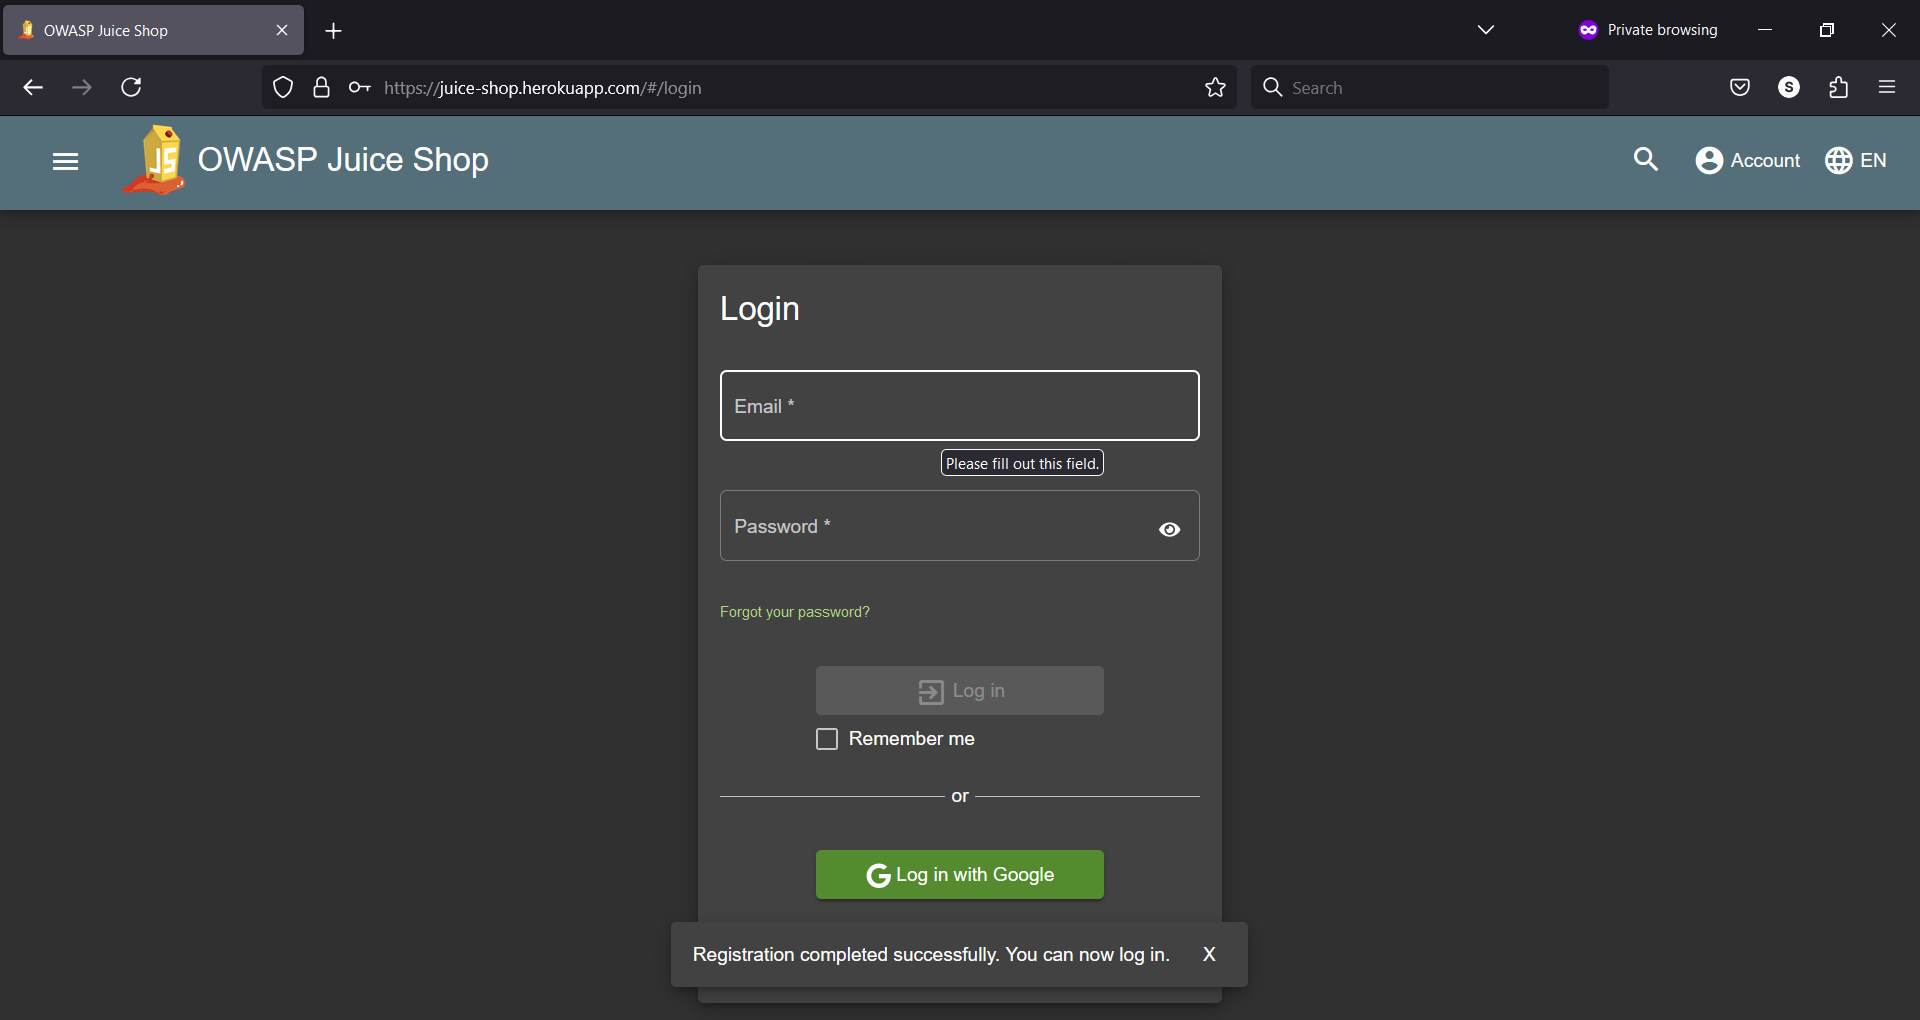 OWASP Juice Shop
Private browsing
https://juice-shop.herokuapp.com/#/login
Search
S
JS
OWASP Juice Shop
Account
EN
Login
Email *
Please fill out this field.
Password *
Forgot your password?
Log in
Remember me
or
G Log in with Google
Registration completed successfully. You can now log in. X